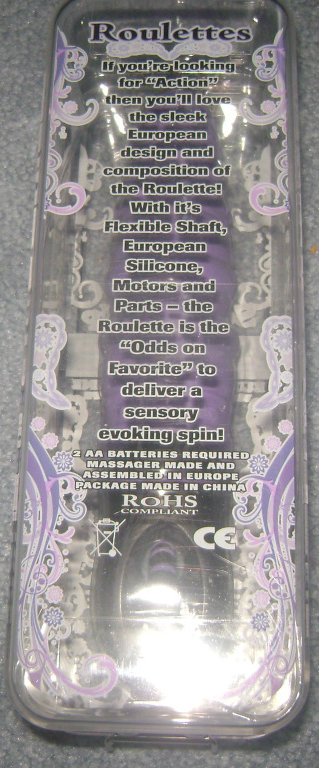 Roulettes
If you're looking
for "Action"
then you'll love
the sleek
European
design and
composition of
the Roulette!
With it's
Flexible Shaft,
European
Silicone,
Motors and
Parts – the
Roulette is the
"Odds on
Favorite" to
deliver a
sensory
evoking spin!
2 AA BATTERIES REQUIRED
MASSAGER MADE AND
ASSEMBLED IN EUROPE
PACKAGE MADE IN CHINA
RoHS
COMPLIANT
CE